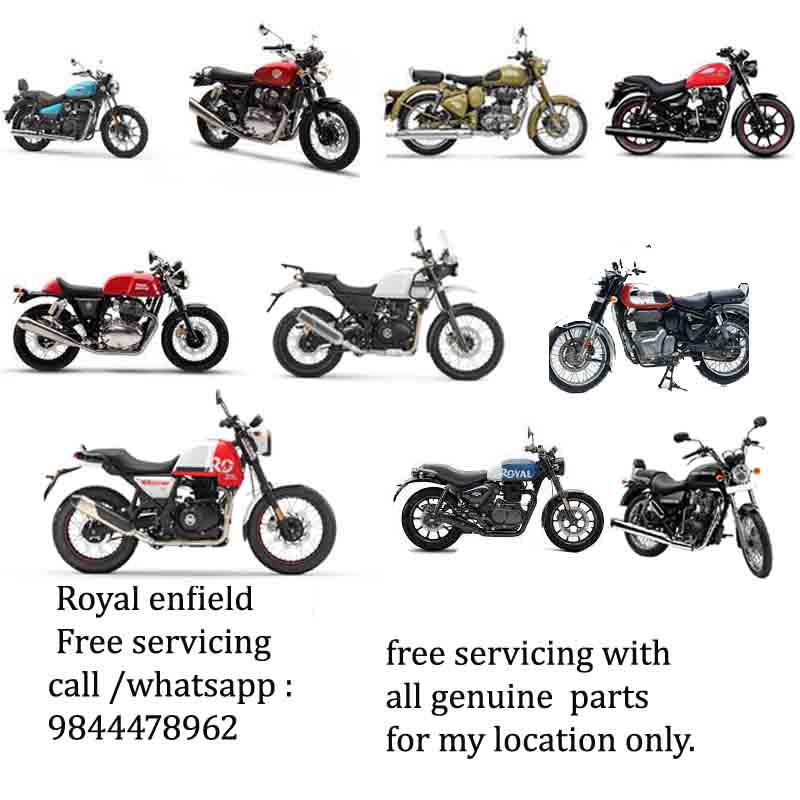 RO
ROYAL
Royal enfield
Free servicing
call /whatsapp :
9844478962
free servicing with
all genuine parts
for my location only.